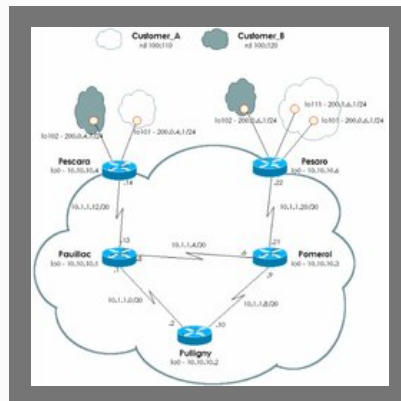 Customer_A
rd 100:110
Customer_B
rd 100:120
lo102 - 200.0.4.1/24
lo101 - 200.0.4.1/24
lo102 - 200.0.6.1/24
lo111 - 200.1.6.1/24
lo101 - 200.0.6.1/24
Pescara
lo0 - 10.10.10.4
Pesaro
lo0 - 10.10.10.6
.14
.22
10.1.1.12/30
10.1.1.20/30
.13
.21
Pauillac
lo0 - 10.10.10.1
.1
10.1.1.4/30
.6
Pomerol
lo0 - 10.10.10.3
.9
10.1.1.0/30
10.1.1.8/30
.2
.10
Pulligny
lo0 - 10.10.10.2